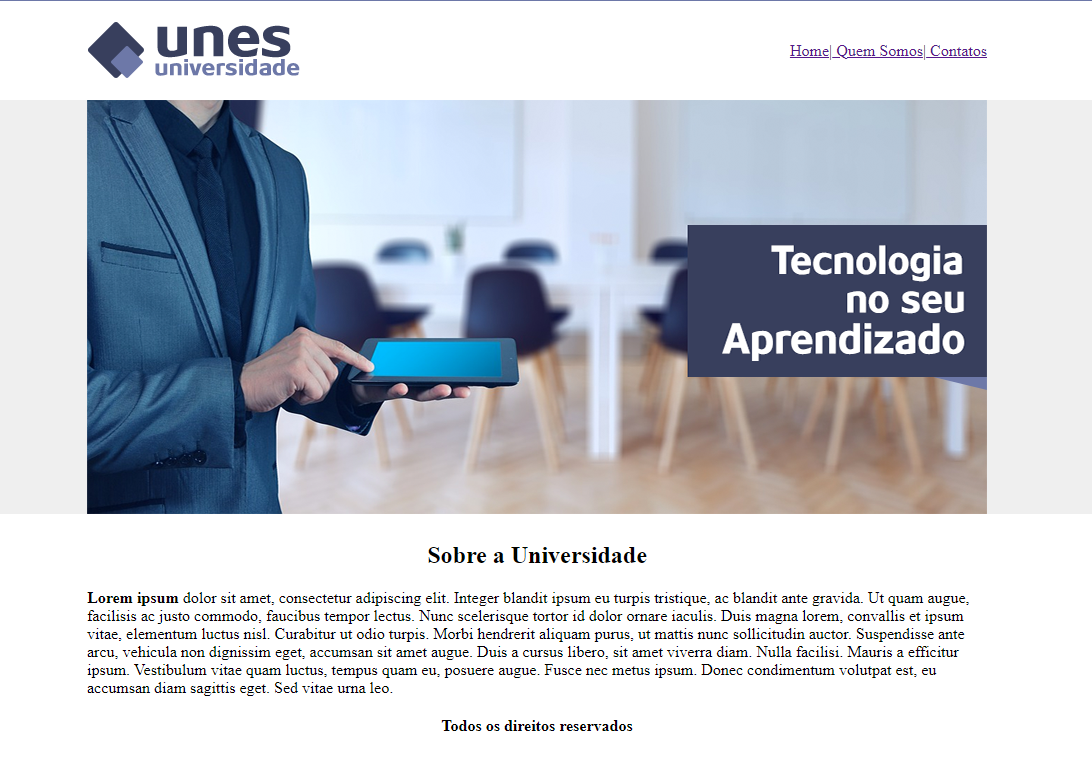 unes
universidade
Home| Quem Somos| Contatos
Tecnologia
no seu
Aprendizado
Sobre a Universidade
Lorem ipsum dolor sit amet, consectetur adipiscing elit. Integer blandit ipsum eu turpis tristique, ac blandit ante gravida. Ut quam augue,
facilisis ac justo commodo, faucibus tempor lectus. Nunc scelerisque tortor id dolor ornare iaculis. Duis magna lorem, convallis et ipsum
vitae, elementum luctus nisl. Curabitur ut odio turpis. Morbi hendrerit aliquam purus, ut mattis nunc sollicitudin auctor. Suspendisse ante
arcu, vehicula non dignissim eget, accumsan sit amet augue. Duis a cursus libero, sit amet viverra diam. Nulla facilisi. Mauris a efficitur
ipsum. Vestibulum vitae quam luctus, tempus quam eu, posuere augue. Fusce nec metus ipsum. Donec condimentum volutpat est, eu
accumsan diam sagittis eget. Sed vitae urna leo.
Todos os direitos reservados